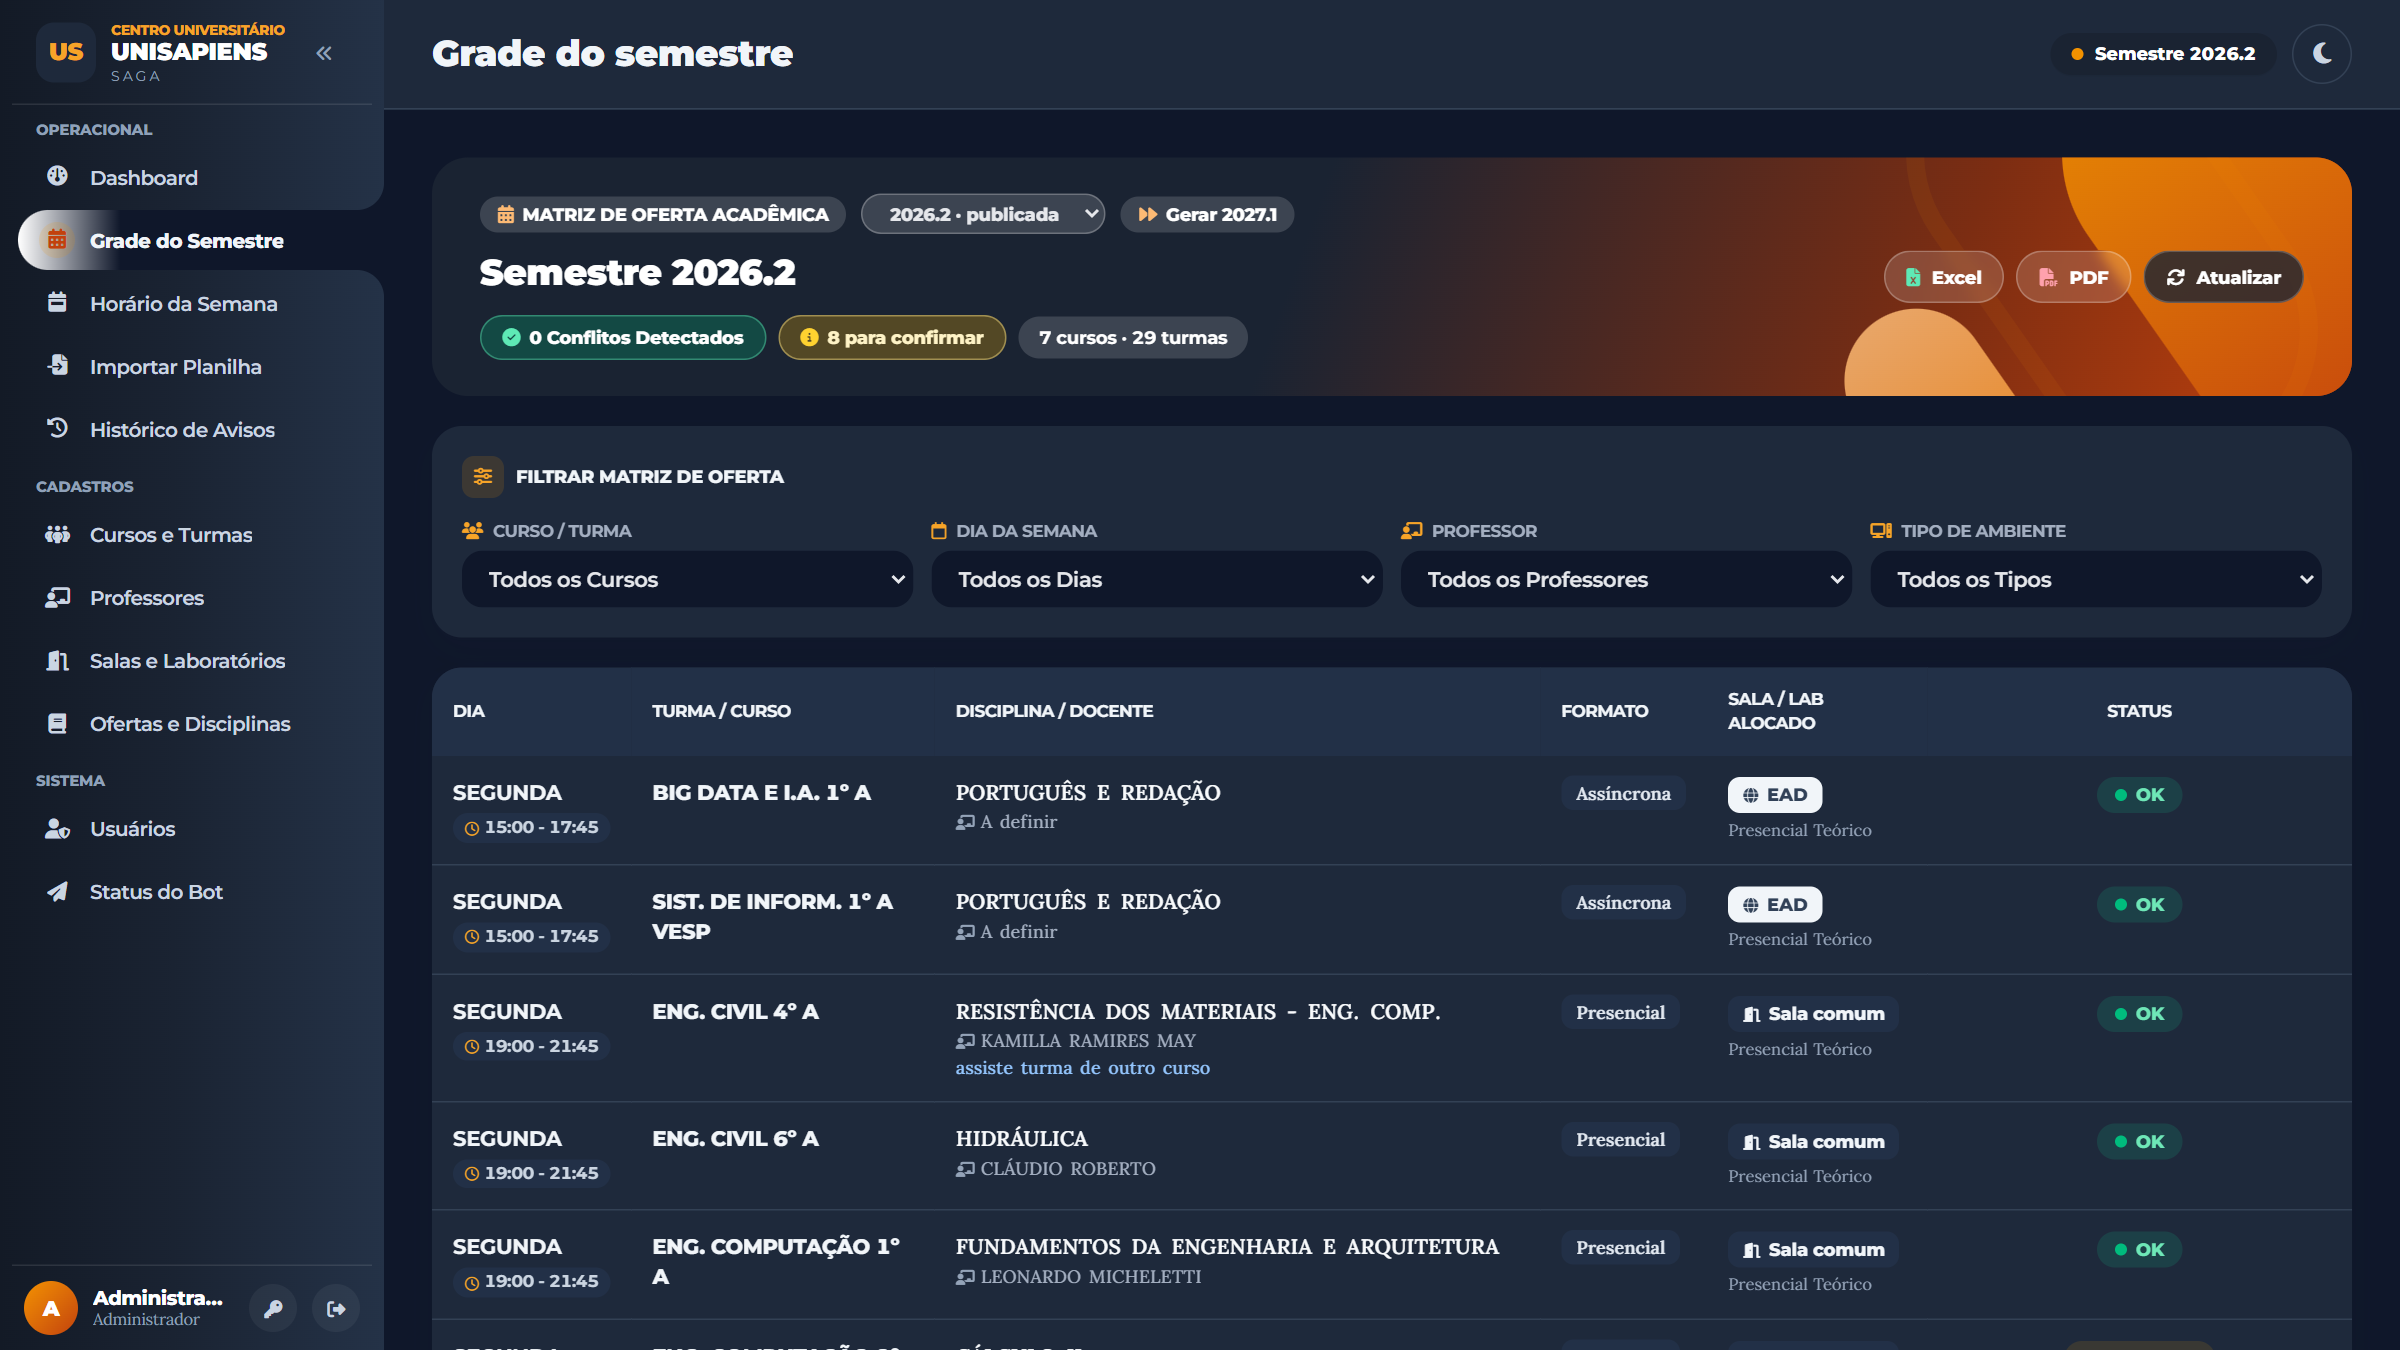 US
CENTRO UNIVERSITÁRIO
UNISAPIENS
SAGA
OPERACIONAL
Dashboard
Grade do Semestre
Horário da Semana
Importar Planilha
Histórico de Avisos
CADASTROS
Cursos e Turmas
Professores
Salas e Laboratórios
Ofertas e Disciplinas
SISTEMA
Usuários
Status do Bot
A
Administra...
Administrador
Grade do semestre
Semestre 2026.2
MATRIZ DE OFERTA ACADÊMICA
2026.2 · publicada
Gerar 2027.1
Semestre 2026.2
0 Conflitos Detectados
8 para confirmar
7 cursos · 29 turmas
Excel
PDF
Atualizar
FILTRAR MATRIZ DE OFERTA
CURSO / TURMA
DIA DA SEMANA
PROFESSOR
TIPO DE AMBIENTE
Todos os Cursos
Todos os Dias
Todos os Professores
Todos os Tipos
DIA
TURMA / CURSO
DISCIPLINA / DOCENTE
FORMATO
SALA / LAB
ALOCADO
STATUS
SEGUNDA
15:00 - 17:45
BIG DATA E I.A. 1º A
PORTUGUÊS E REDAÇÃO
A definir
Assíncrona
EAD
Presencial Teórico
OK
SEGUNDA
15:00 - 17:45
SIST. DE INFORM. 1º A
VESP
PORTUGUÊS E REDAÇÃO
A definir
Assíncrona
EAD
Presencial Teórico
OK
SEGUNDA
19:00 - 21:45
ENG. CIVIL 4º A
RESISTÊNCIA DOS MATERIAIS - ENG. COMP.
KAMILLA RAMIRES MAY
assiste turma de outro curso
Presencial
Sala comum
Presencial Teórico
OK
SEGUNDA
19:00 - 21:45
ENG. CIVIL 6º A
HIDRÁULICA
CLÁUDIO ROBERTO
Presencial
Sala comum
Presencial Teórico
OK
SEGUNDA
19:00 - 21:45
ENG. COMPUTAÇÃO 1º
A
FUNDAMENTOS DA ENGENHARIA E ARQUITETURA
LEONARDO MICHELETTI
Presencial
Sala comum
Presencial Teórico
OK